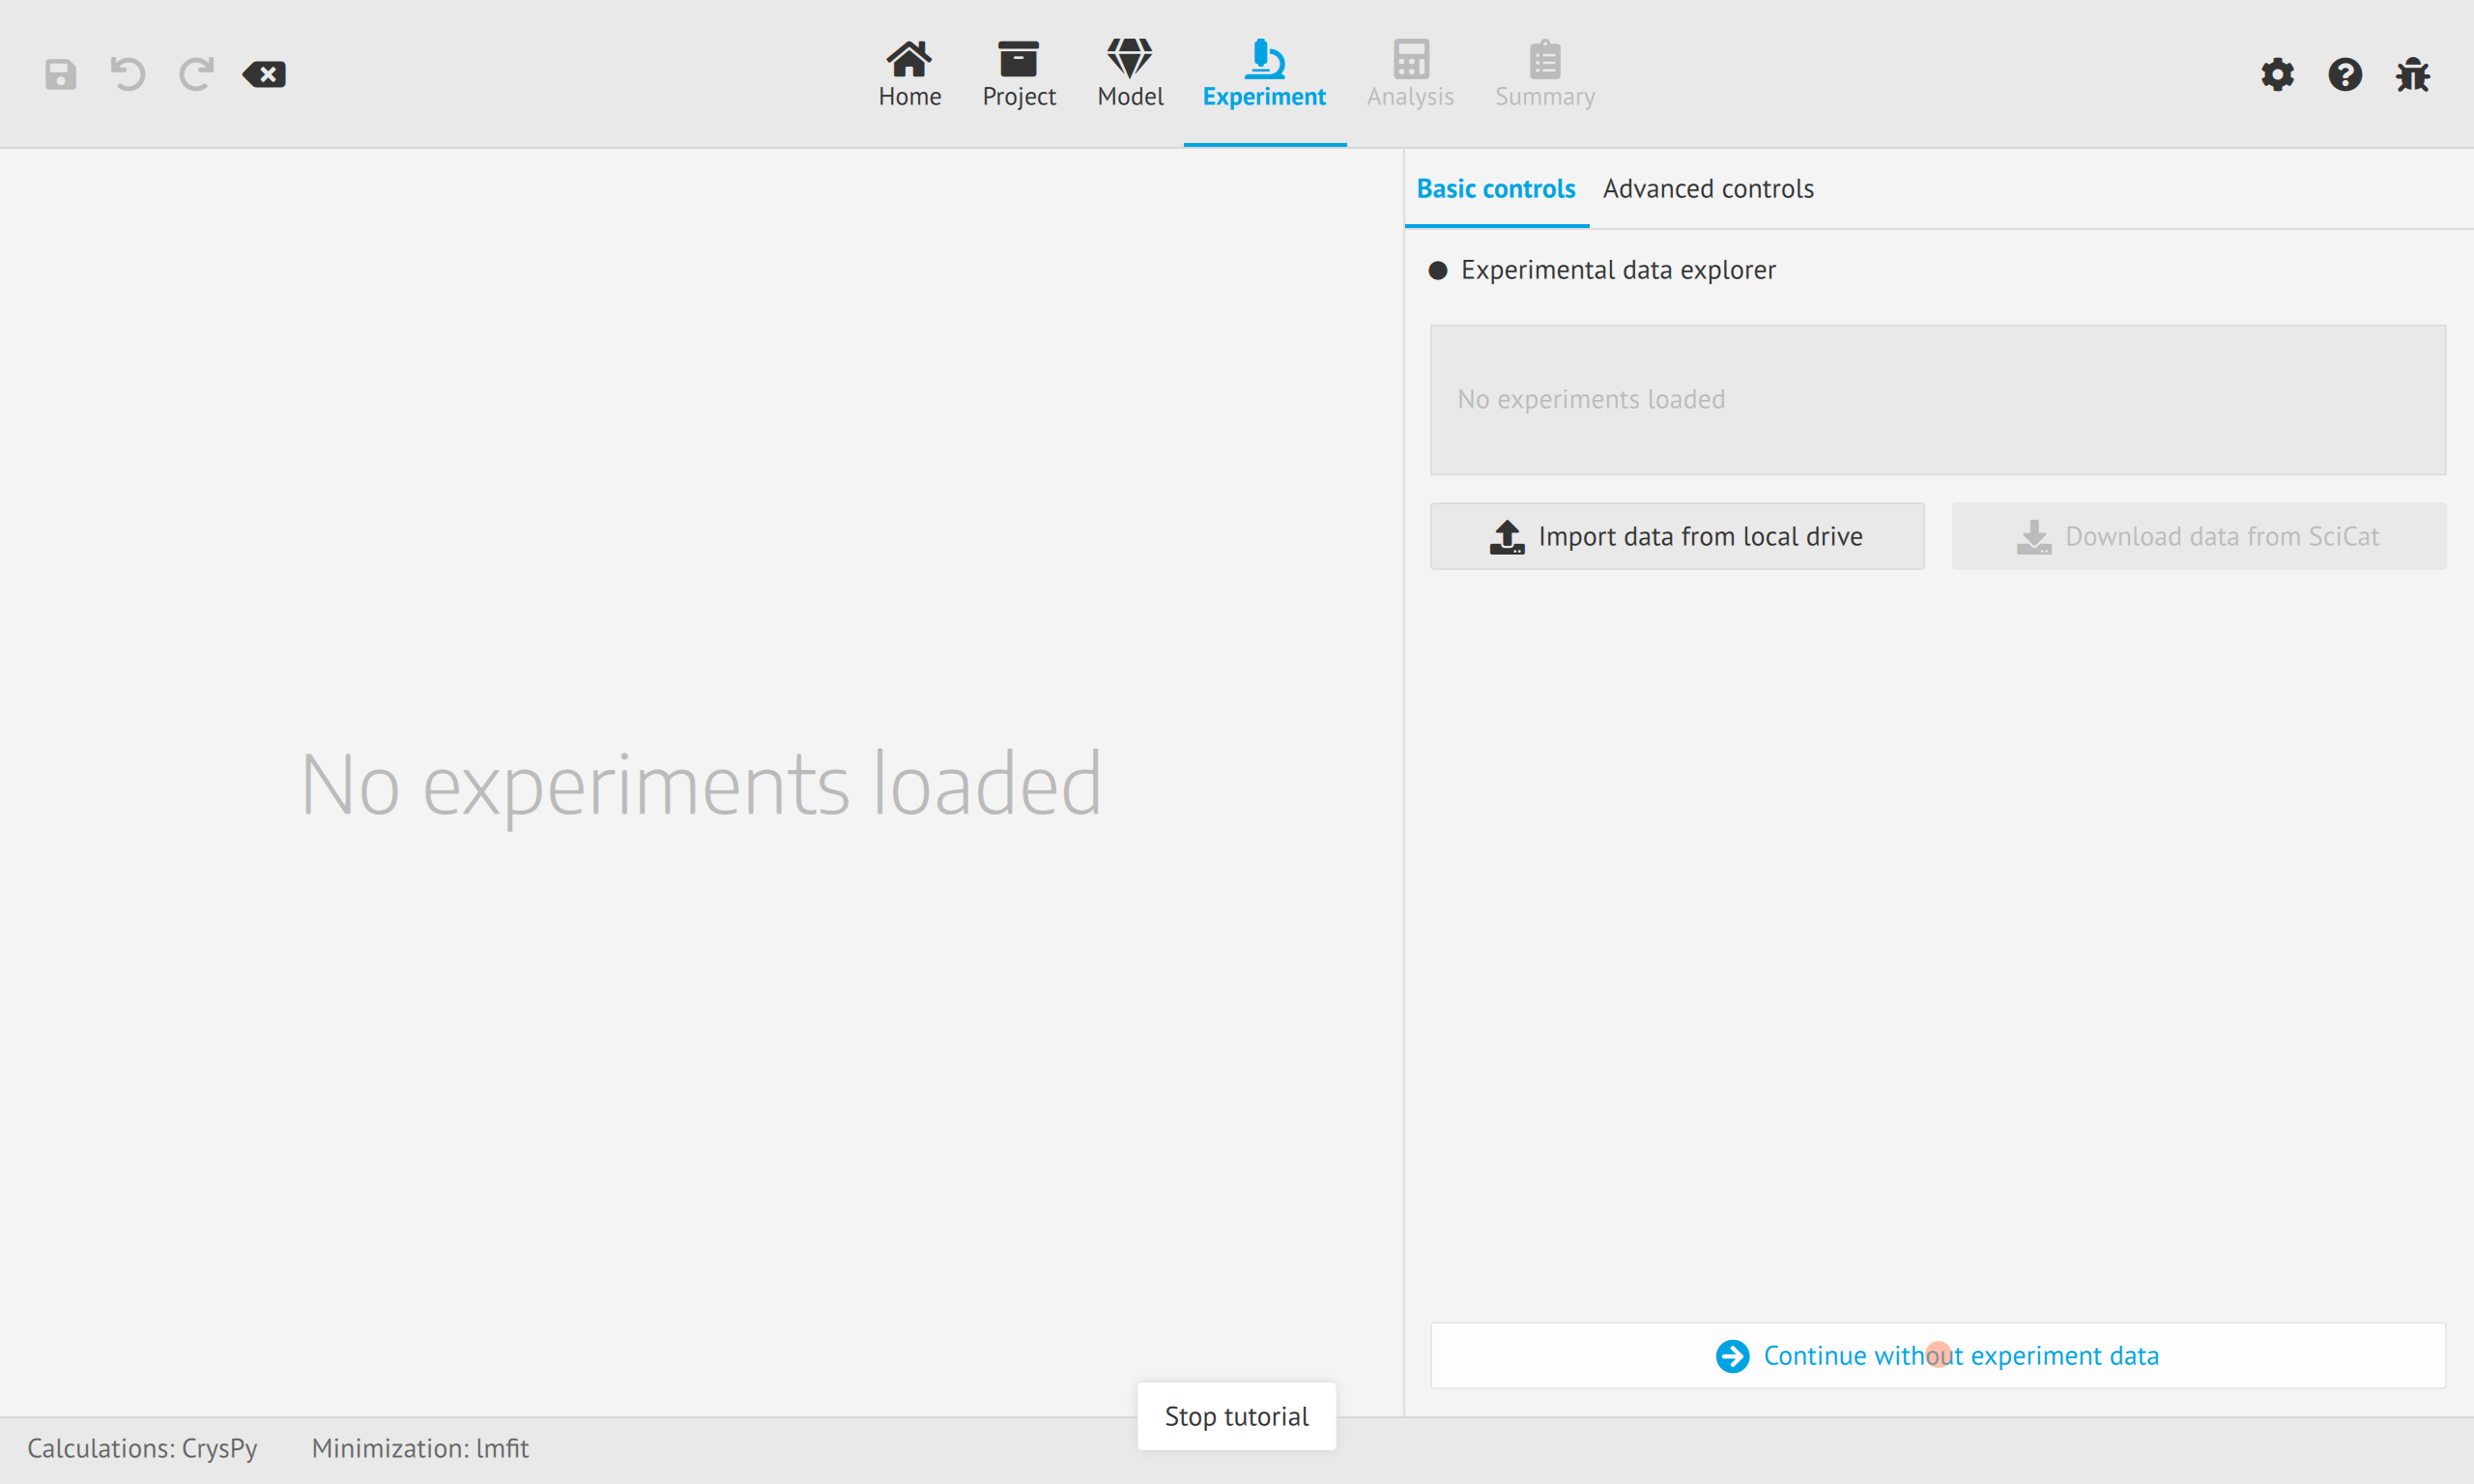 Home
Project
Model
Experiment
Analysis
Summary
Basic controls
Advanced controls
Experimental data explorer
No experiments loaded
Import data from local drive
Download data from SciCat
No experiments loaded
Continue without experiment data
Stop tutorial
Calculations: CrysPy
Minimization: lmfit